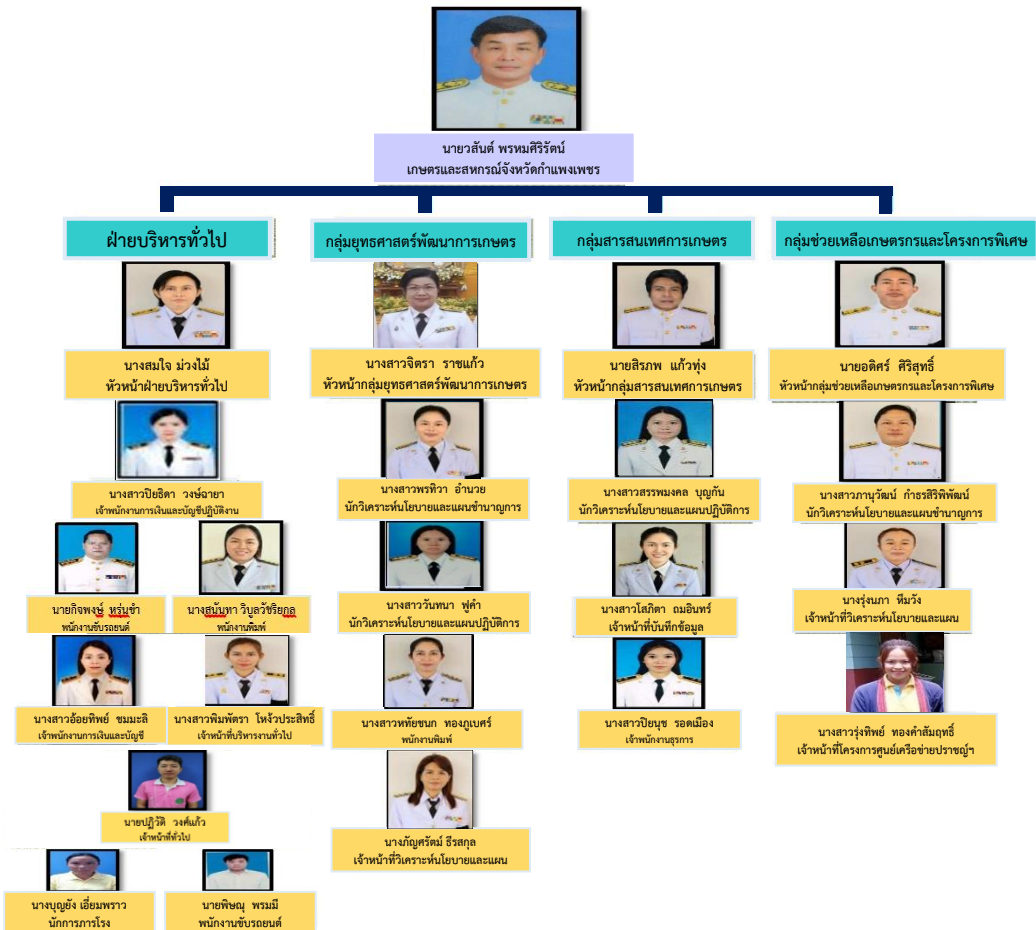 นายวสันต์ พรหมศิริรัตน์
เกษตรและสหกรณ์จังหวัดกำแพงเพชร
ฝ่ายบริหารทั่วไป
นางสมใจ ม่วงไม้
หัวหน้าฝ่ายบริหารทั่วไป
นางสาวปิยธิดา วงษ์ฉายา
เจ้าพนักงานการเงินและบัญชีปฏิบัติงาน
นายกิจพงษ์ หร่นขำ
พนักงานขับรถยนต์
นางสนันทา วิบูลวัชริยกุล
พนักงานพิมพ์
นางสาวอ้อยทิพย์ ชมมะลิ
เจ้าพนักงานการเงินและบัญชี
นางสาวพิมพัตรา โหง้วประสิทธิ์
เจ้าหน้าที่บริหารงานทั่วไป
นายปฏิวัติ วงศ์แก้ว
เจ้าหน้าที่ทั่วไป
นางบุญยัง เอี่ยมพราว
นักการภารโรง
นายพิษณุ พรมมี
พนักงานขับรถยนต์
กลุ่มยุทธศาสตร์พัฒนาการเกษตร
นางสาวจิตรา ราชแก้ว
หัวหน้ากลุ่มยุทธศาสตร์พัฒนาการเกษตร
นางสาวพรทิวา อำนวย
นักวิเคราะห์นโยบายและแผนชำนาญการ
นางสาววันทนา ฟูคำ
นักวิเคราะห์นโยบายและแผนปฏิบัติการ
นางสาวหทัยชนก ทองภูเบศร์
พนักงานพิมพ์
นางภัญศรัตม์ ธีรสกุล
เจ้าหน้าที่วิเคราะห์นโยบายและแผน
กลุ่มสารสนเทศการเกษตร
นายสิรภพ แก้วทุ่ง
หัวหน้ากลุ่มสารสนเทศการเกษตร
นางสาวสรรพมงคล บุญกัน
นักวิเคราะห์นโยบายและแผนปฏิบัติการ
นางสาวโสภิตา ถมอินทร์
เจ้าหน้าที่บันทึกข้อมูล
นางสาวปิยนุช รอดเมือง
เจ้าพนักงานธุรการ
กลุ่มช่วยเหลือเกษตรกรและโครงการพิเศษ
นายอดิศร์ ศิริสุทธิ์
หัวหน้ากลุ่มช่วยเหลือเกษตรกรและโครงการพิเศษ
นางสาวภานุวัฒน์ กำธรสิริพิพัฒน์
นักวิเคราะห์นโยบายและแผนชำนาญการ
นางรุ่งนภา หีมวัง
เจ้าหน้าที่วิเคราะห์นโยบายและแผน
นางสาวรุ่งทิพย์ ทองคำสัมฤทธิ์
เจ้าหน้าที่โครงการศูนย์เครือข่ายปราชญ์ฯ